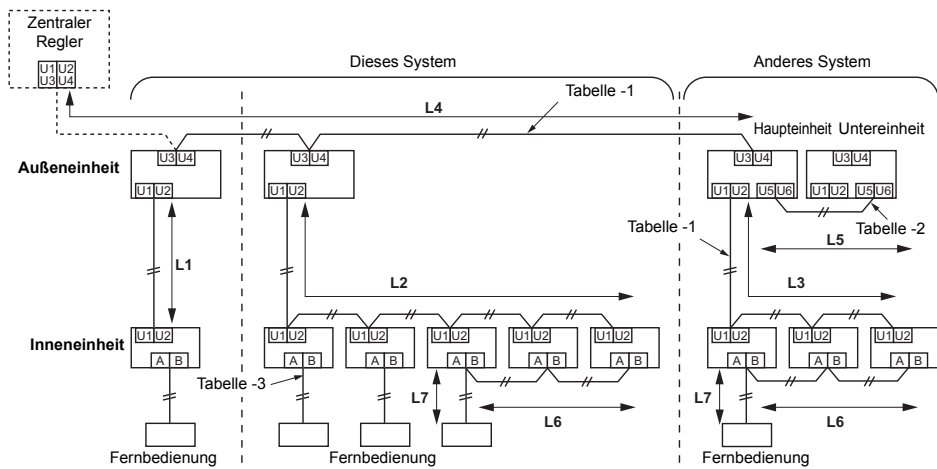 Zentraler
Regler
U1 U2
U3 U4
Dieses System
Anderes System
Tabelle -1
L4
Haupteinheit Untereinheit
Außeneinheit
U3 U4
U3 U4
U3 U4
U3 U4
U1 U2
U1 U2
U1 U2
U5 U6
U1 U2
U5 U6
Tabelle -1
Tabelle -2
L5
L1
L2
L3
Inneneinheit
U1 U2
U1 U2
U1 U2
U1 U2
U1 U2
U1 U2
U1 U2
U1 U2
U1 U2
A B
A B
A B
A B
A B
A B
A B
A B
A B
Tabelle -3
L7
L6
L7
L6
Fernbedienung
Fernbedienung
Fernbedienung